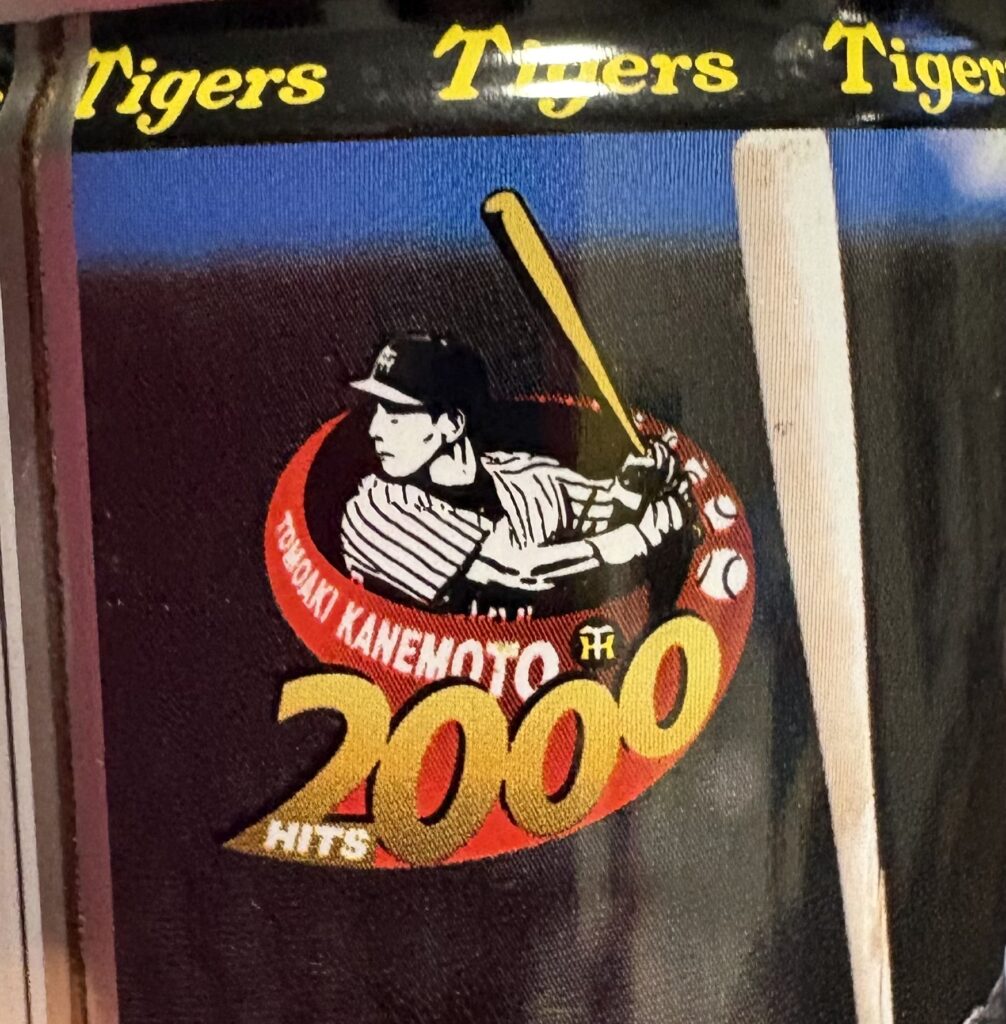 Tigers Tigers Tigers
TOMOAKI KANEMOTO
2000
HITS